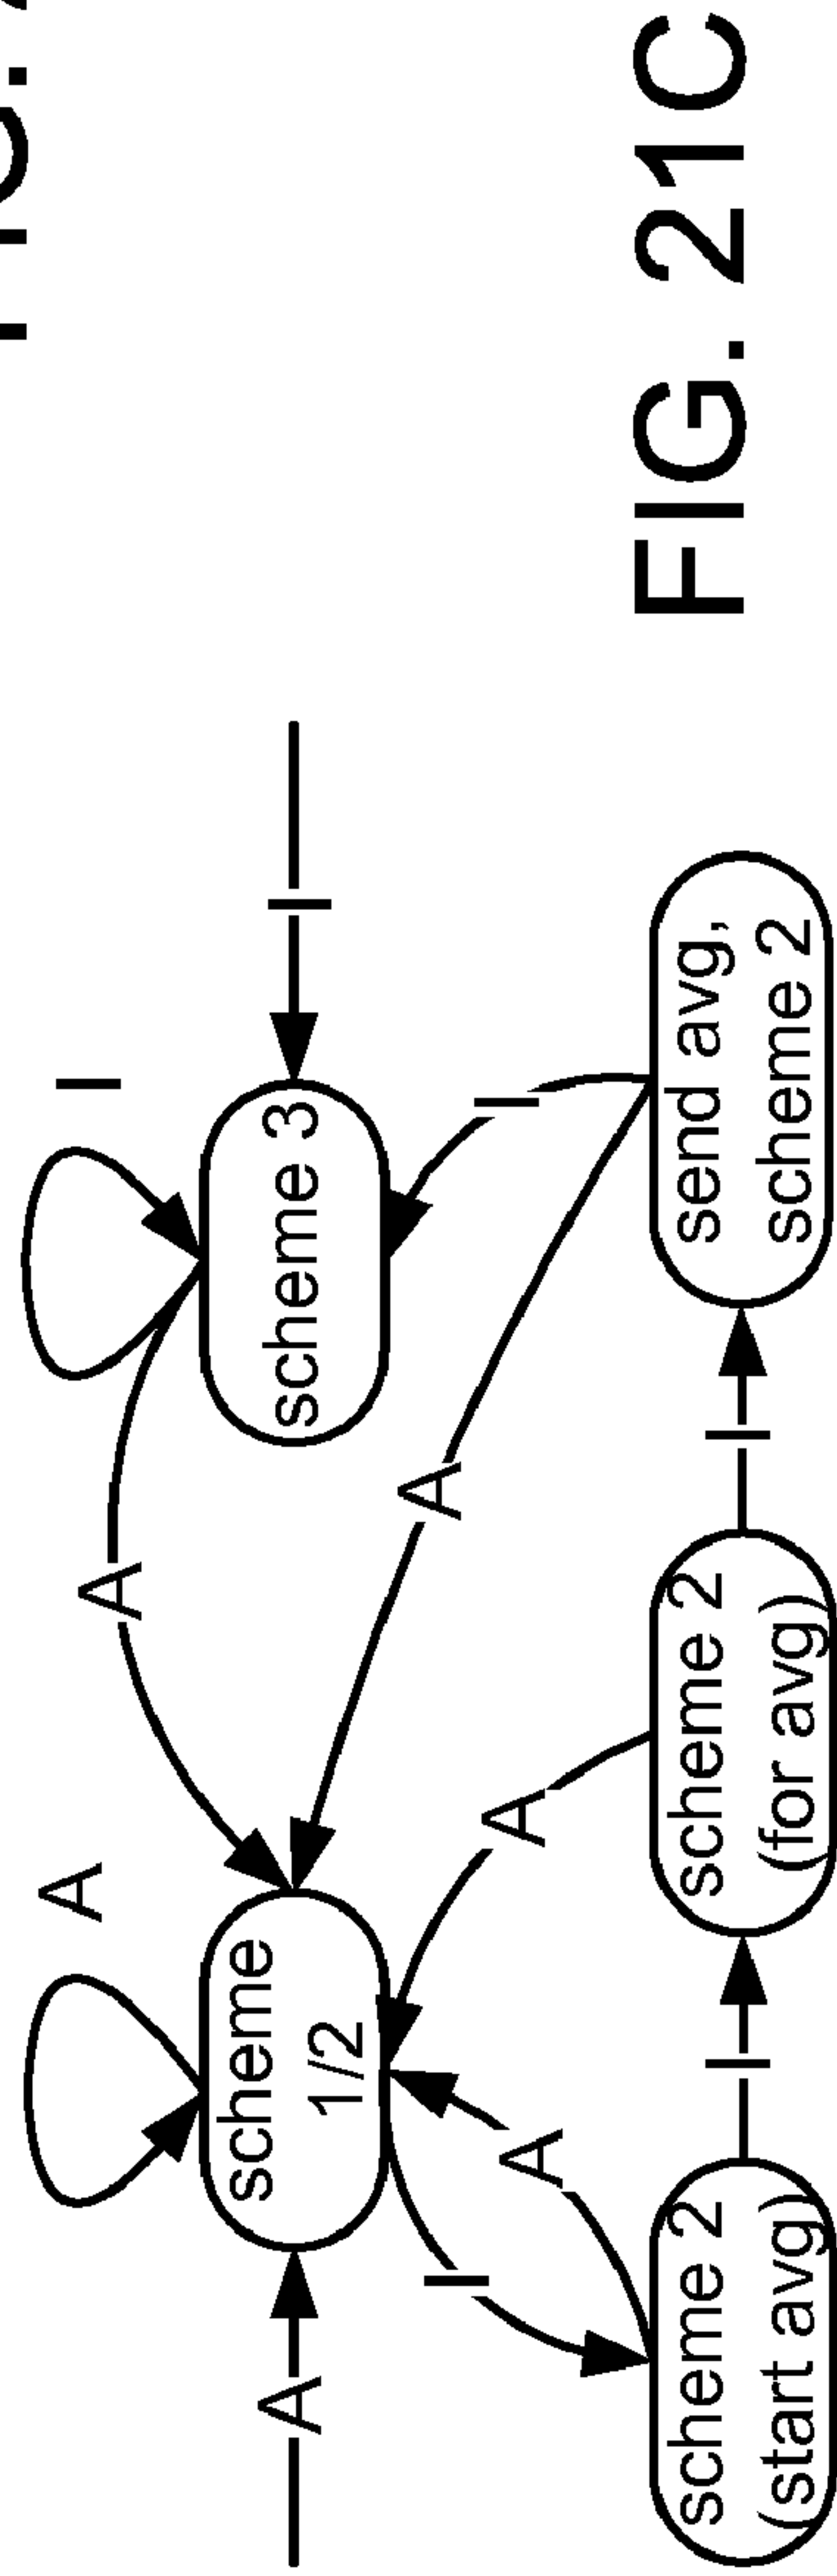 A
I
A
A
scheme
1/2
scheme 3
I
I
A
A
A
I
scheme 2
(start avg)
I
scheme 2
(for avg)
I
send avg,
scheme 2
FIG. 21C